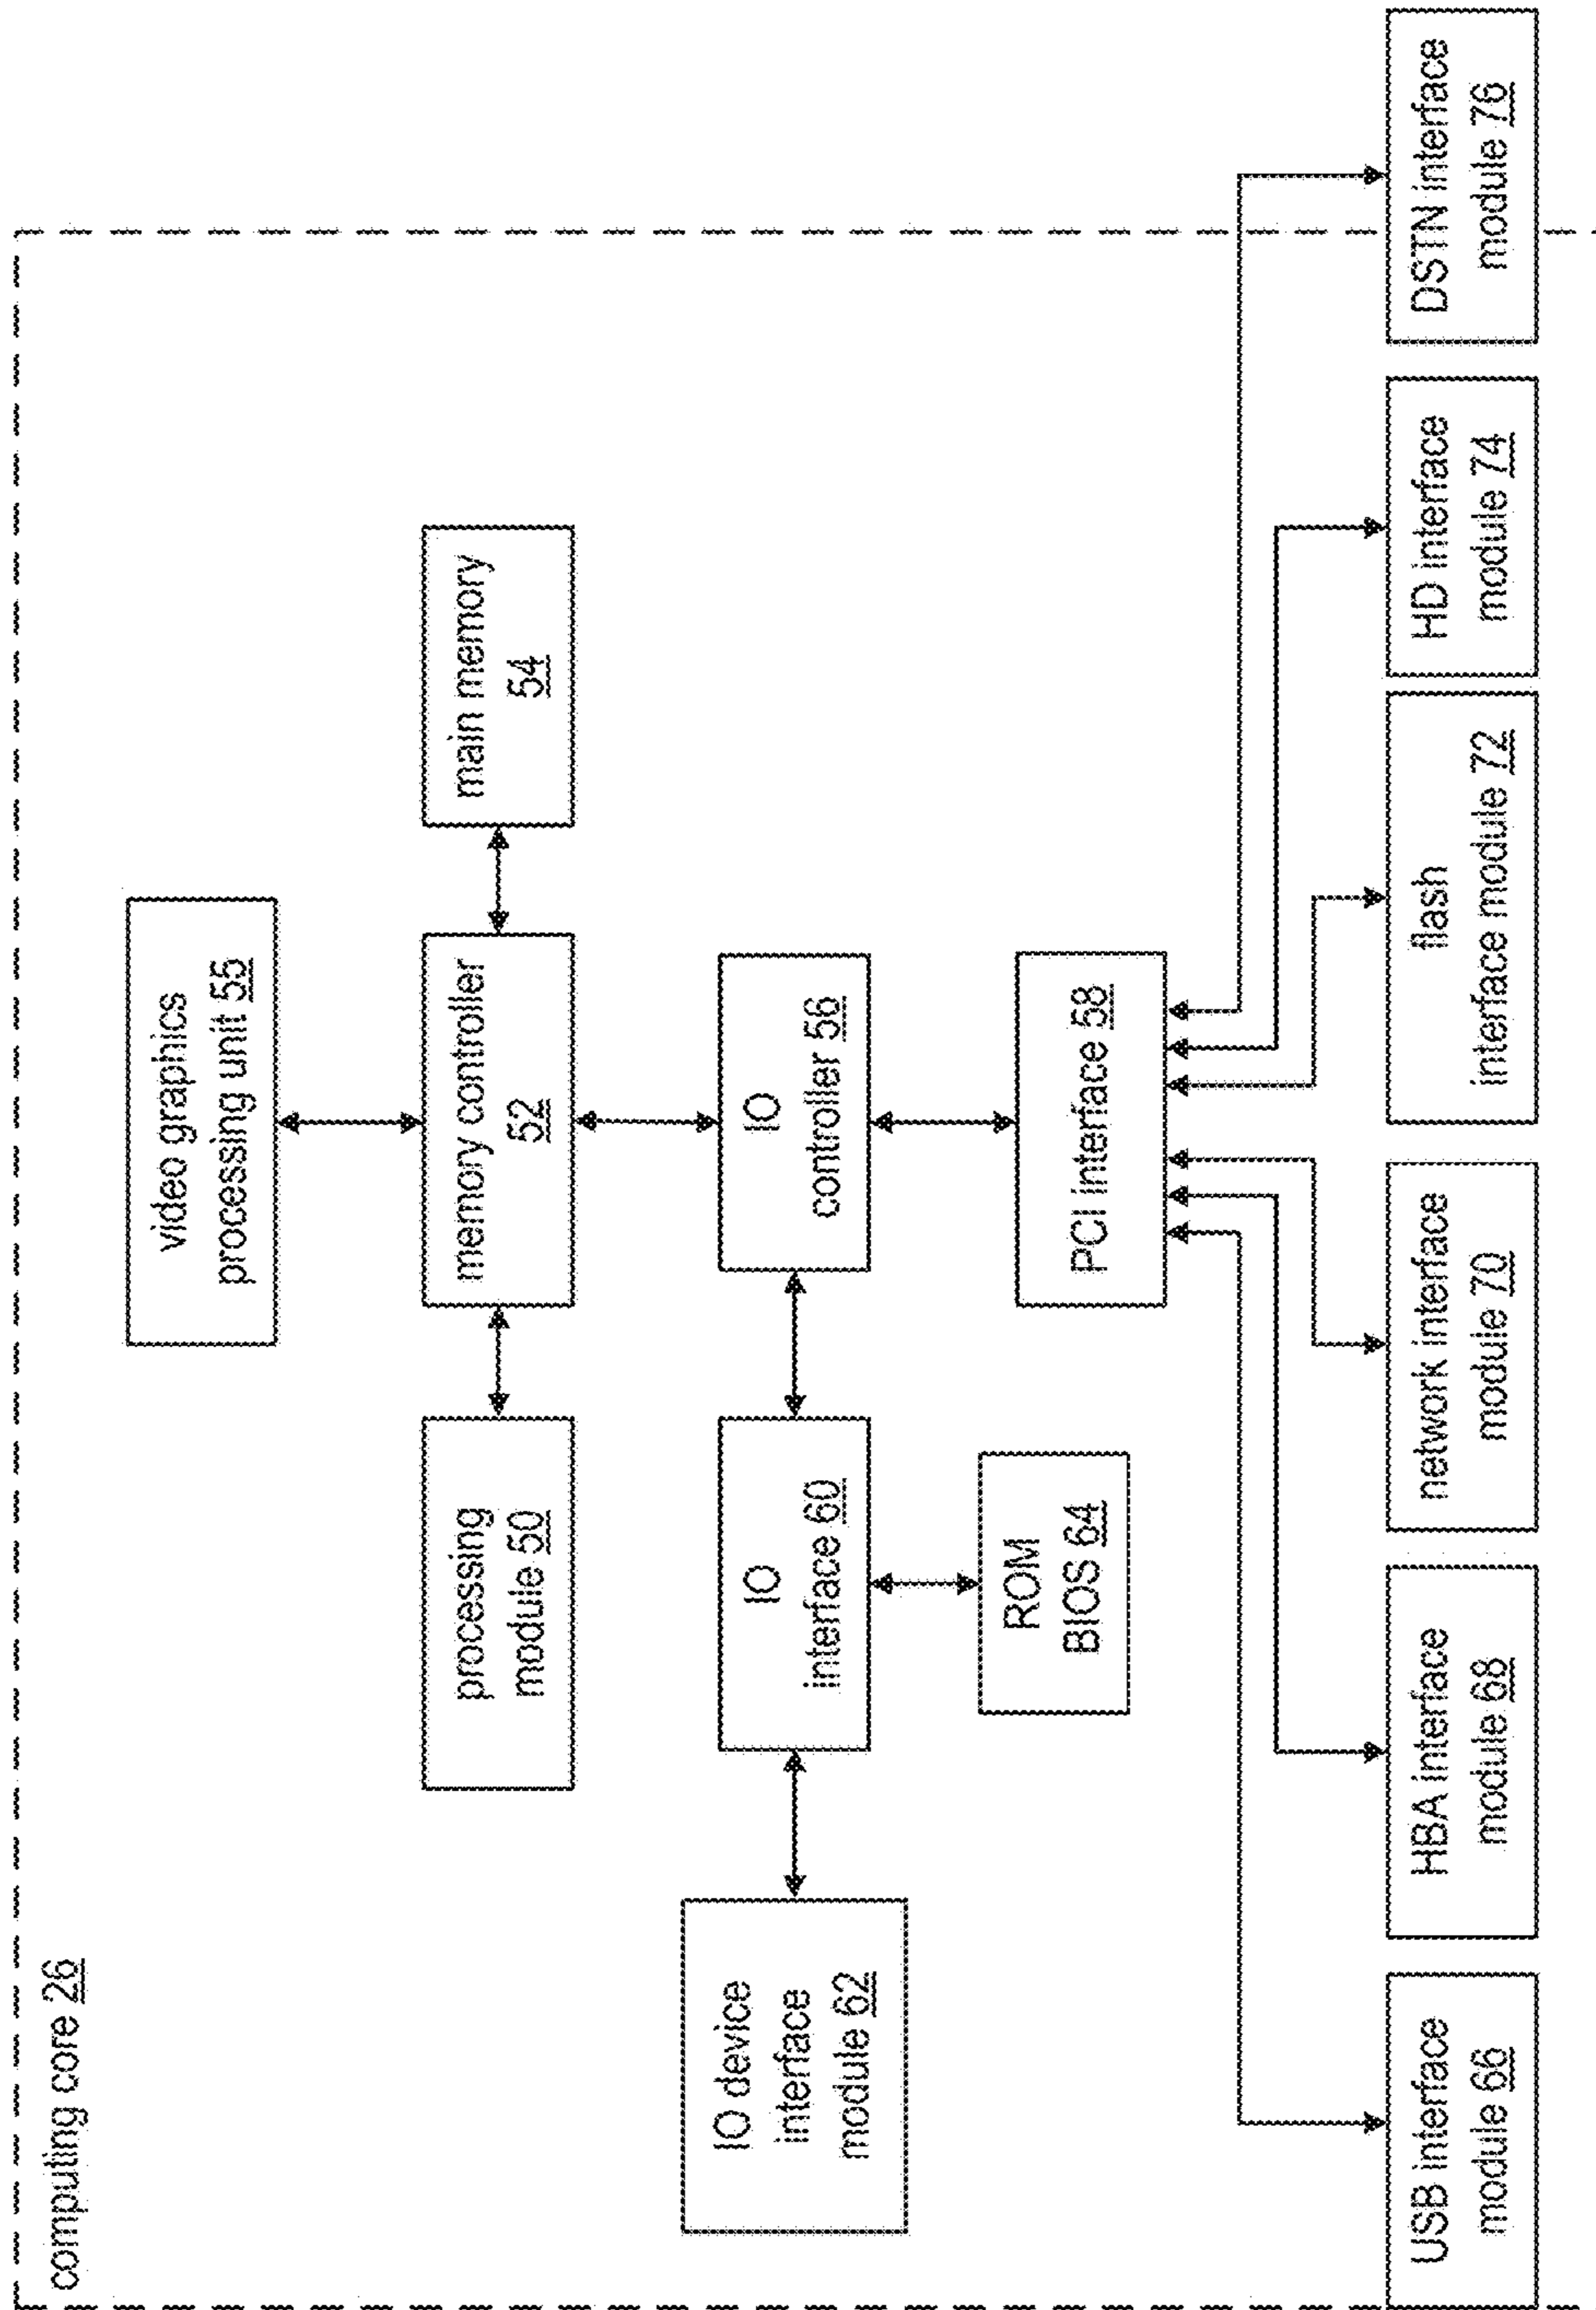 computing core 26
video graphics
processing unit 55
processing
module 50
memory controller
52
main memory
54
IO device
interface
module 62
IO
interface 60
IO
controller 56
ROM
BIOS 64
PCI interface 58
USB interface
module 66
HBA interface
module 68
network interface
module 70
flash
interface module 72
HD interface
module 74
DSTN interface
module 76